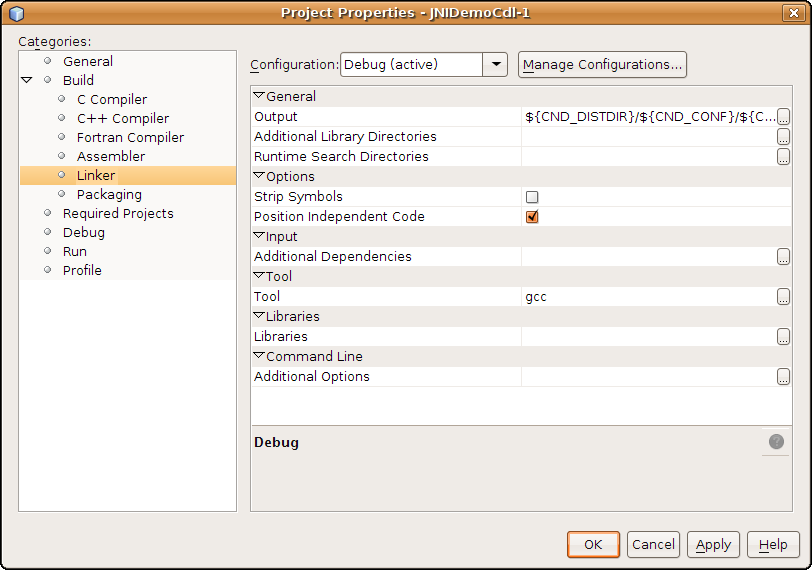 Project Properties - JNIDemoCdl-1
Categories:
General
Build
C Compiler
C++ Compiler
Fortran Compiler
Assembler
Linker
Packaging
Required Projects
Debug
Run
Profile
Configuration: Debug (active) Manage Configurations...
General
Output ${CND_DISTDIR}/${CND_CONF}/${C... ...
Additional Library Directories ...
Runtime Search Directories ...
Options
Strip Symbols
Position Independent Code
Input
Additional Dependencies ...
Tool
Tool gcc ...
Libraries
Libraries ...
Command Line
Additional Options ...
Debug ?
OK Cancel Apply Help